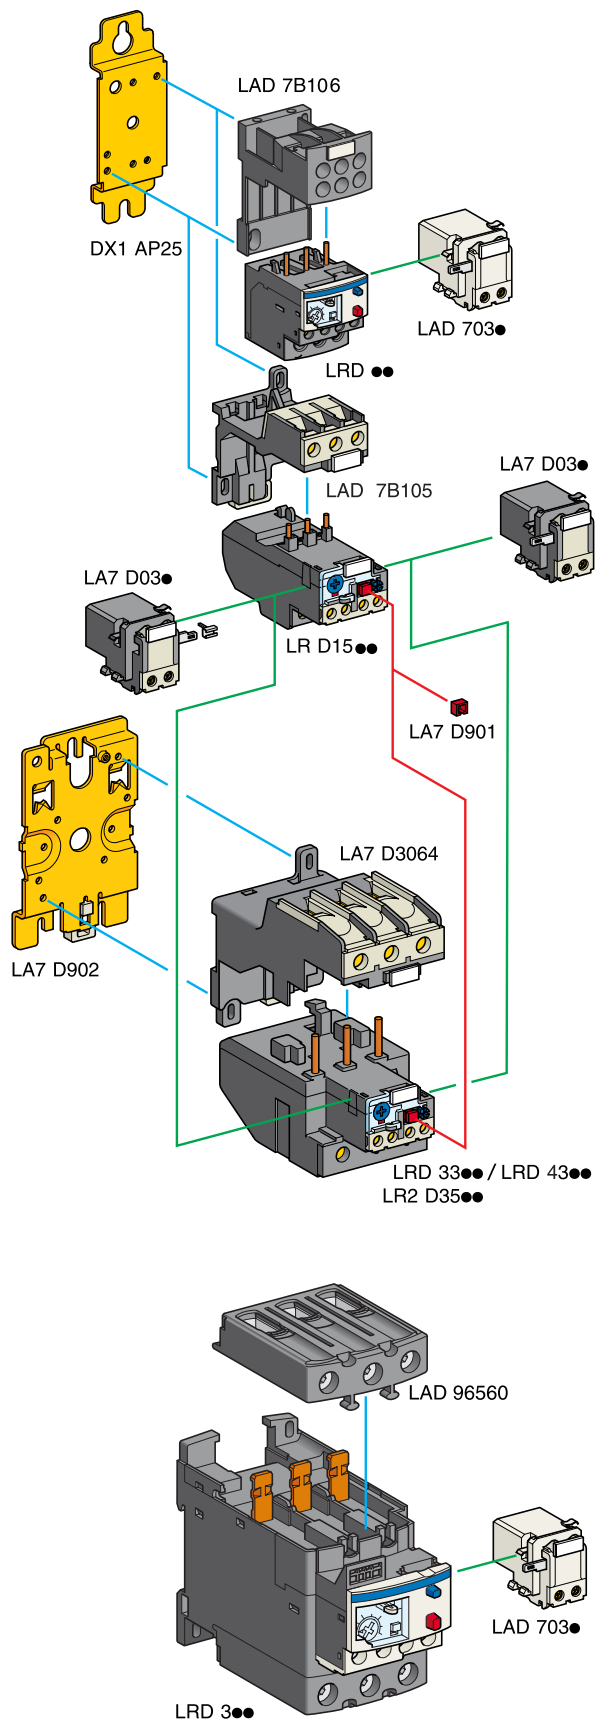 LAD 7B106
DX1 AP25
LAD 703●
LRD ●●
LA7 D03●
LAD 7B105
LA7 D03●
LR D15●●
LA7 D901
LA7 D3064
LA7 D902
LRD 33●● / LRD 43●●
LR2 D35●●
LAD 96560
LAD 703●
LRD 3●●